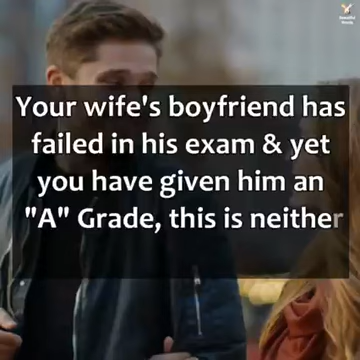 Your wife's boyfriend has
failed in his exam & yet
you have given him an
"A" Grade, this is neither